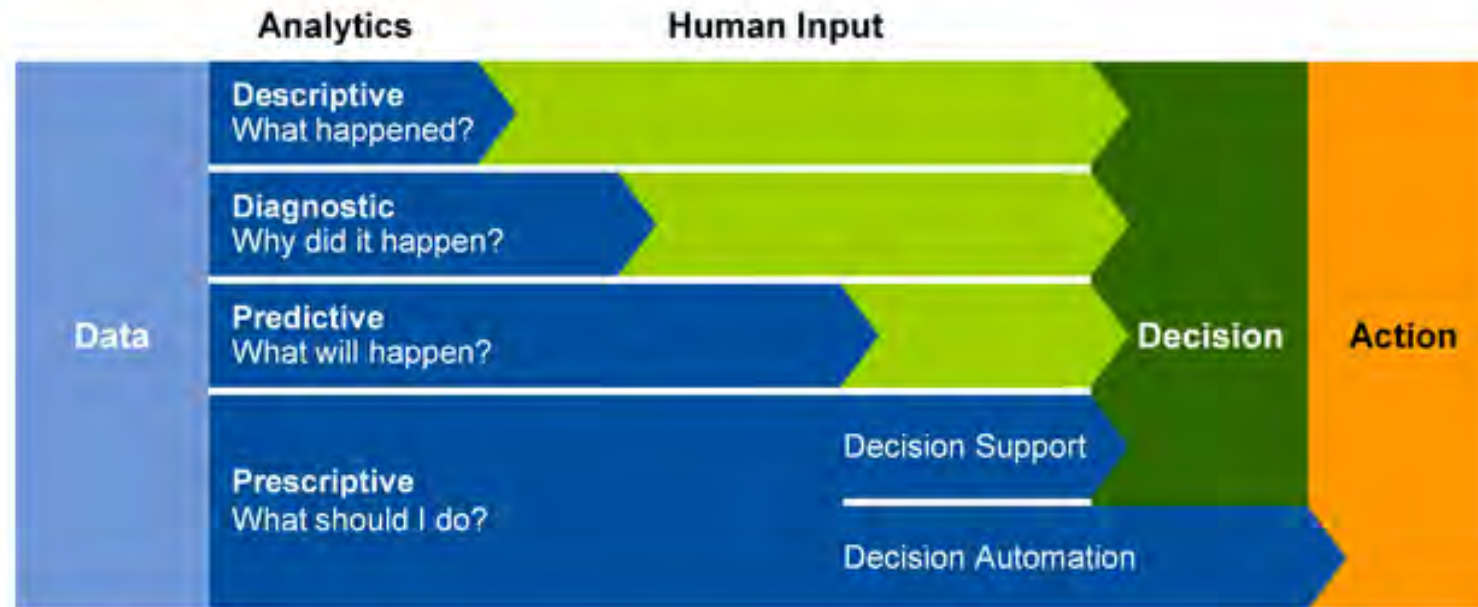 Analytics
Human Input
Data
Descriptive
What happened?
Diagnostic
Why did it happen?
Predictive
What will happen?
Prescriptive
What should I do?
Decision Support
Decision Automation
Decision
Action